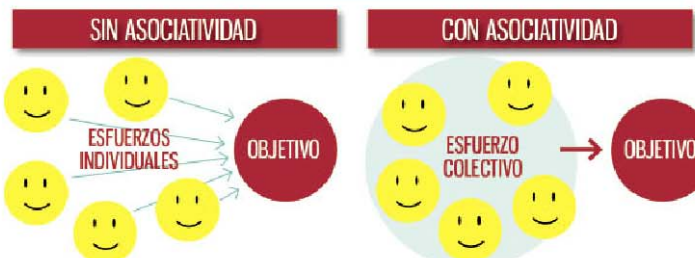 SIN ASOCIATIVIDAD
ESFUERZOS
INDIVIDUALES
OBJETIVO
CON ASOCIATIVIDAD
ESFUERZO
COLECTIVO
OBJETIVO